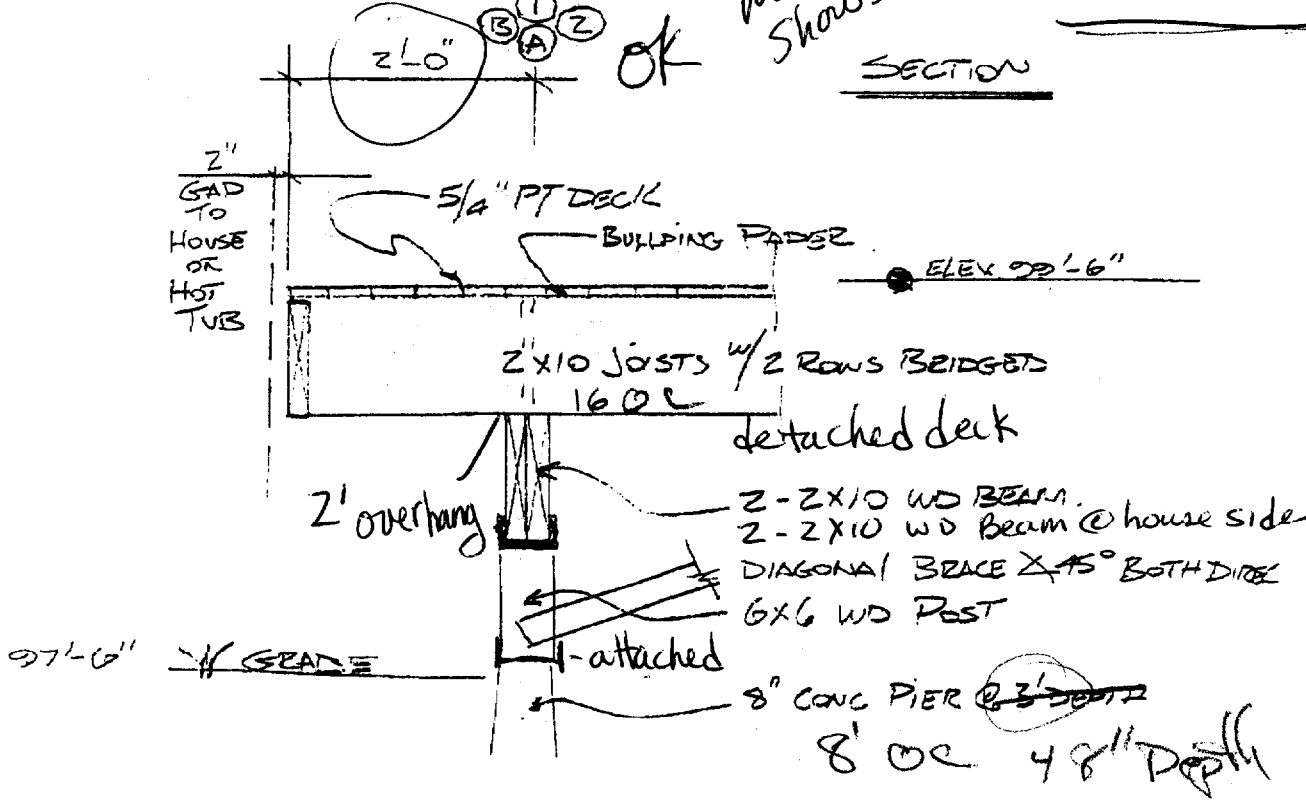 1
B 2
A
2'-0"
OK
Shows
SECTION
2"
GAP
TO
HOUSE
OR
HOT
TUB
5/4" PT DECK
BUILDING PAPER
ELEV 99'-6"
2X10 JOISTS w/2 ROWS BRIDGED
16 OC
detached deck
2' overhang
2-2X10 WD BEAM.
2-2X10 WD Beam @ house side
DIAGONAL BRACE 45° BOTH DIREC
6X6 WD POST
97'-6" GRADE
-attached
8" CONC PIER @ 3' DEPTH
8' OC 48" Depth